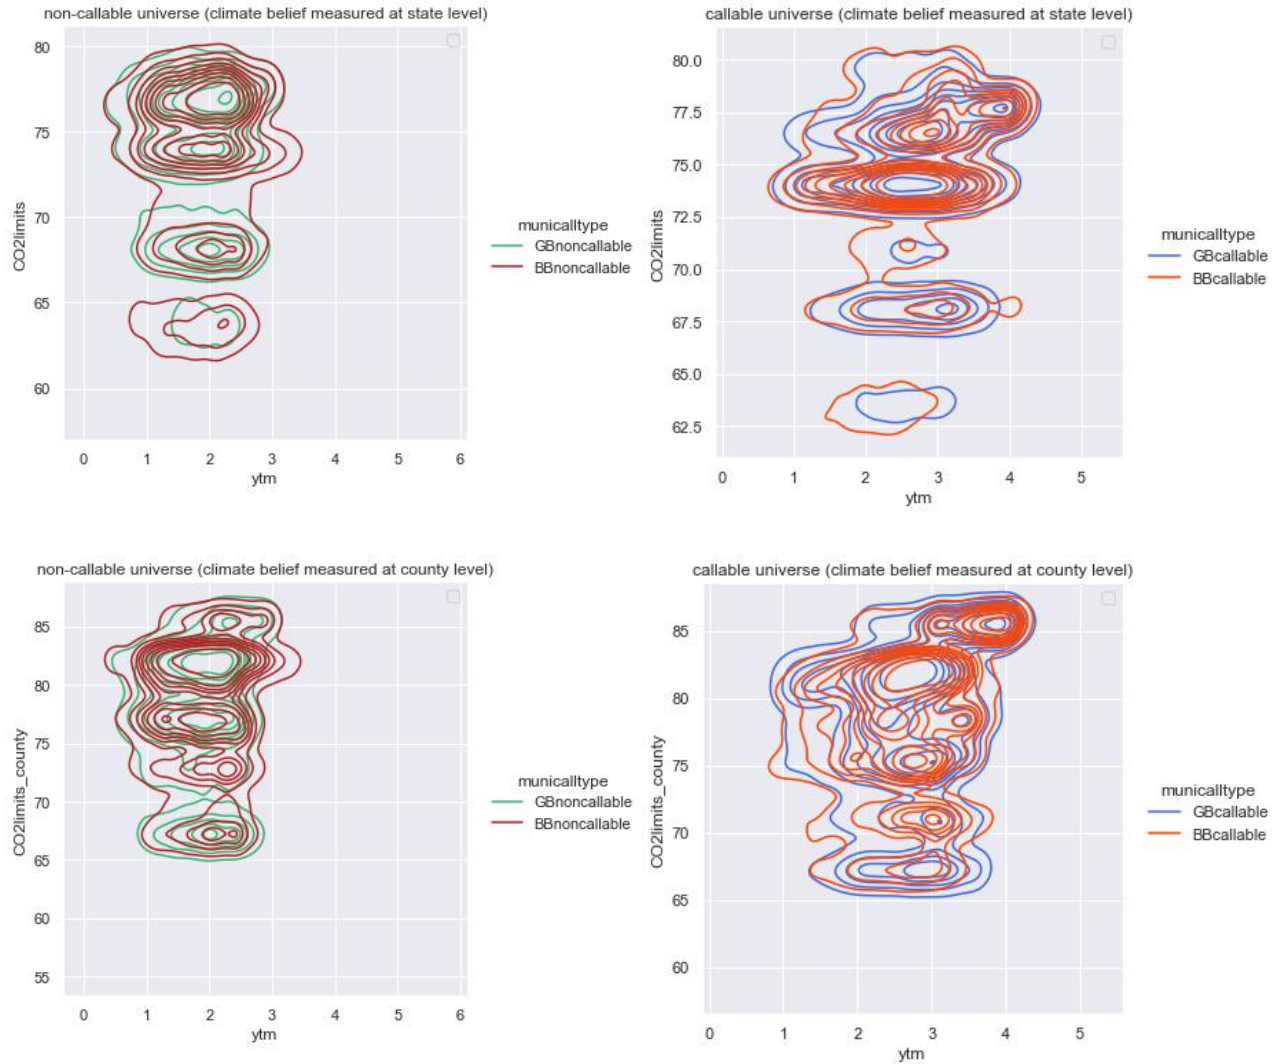 non-callable universe (climate belief measured at state level)
80
75
70
65
60
CO2limits
0 1 2 3 4 5 6
ytm
municalltype
GBnoncallable
BBnoncallable
callable universe (climate belief measured at state level)
80.0
77.5
75.0
72.5
70.0
67.5
65.0
62.5
CO2limits
0 1 2 3 4 5
ytm
municalltype
GBcallable
BBcallable
non-callable universe (climate belief measured at county level)
85
80
75
70
65
60
55
CO2limits_county
0 1 2 3 4 5 6
ytm
municalltype
GBnoncallable
BBnoncallable
callable universe (climate belief measured at county level)
85
80
75
70
65
60
CO2limits_county
0 1 2 3 4 5
ytm
municalltype
GBcallable
BBcallable